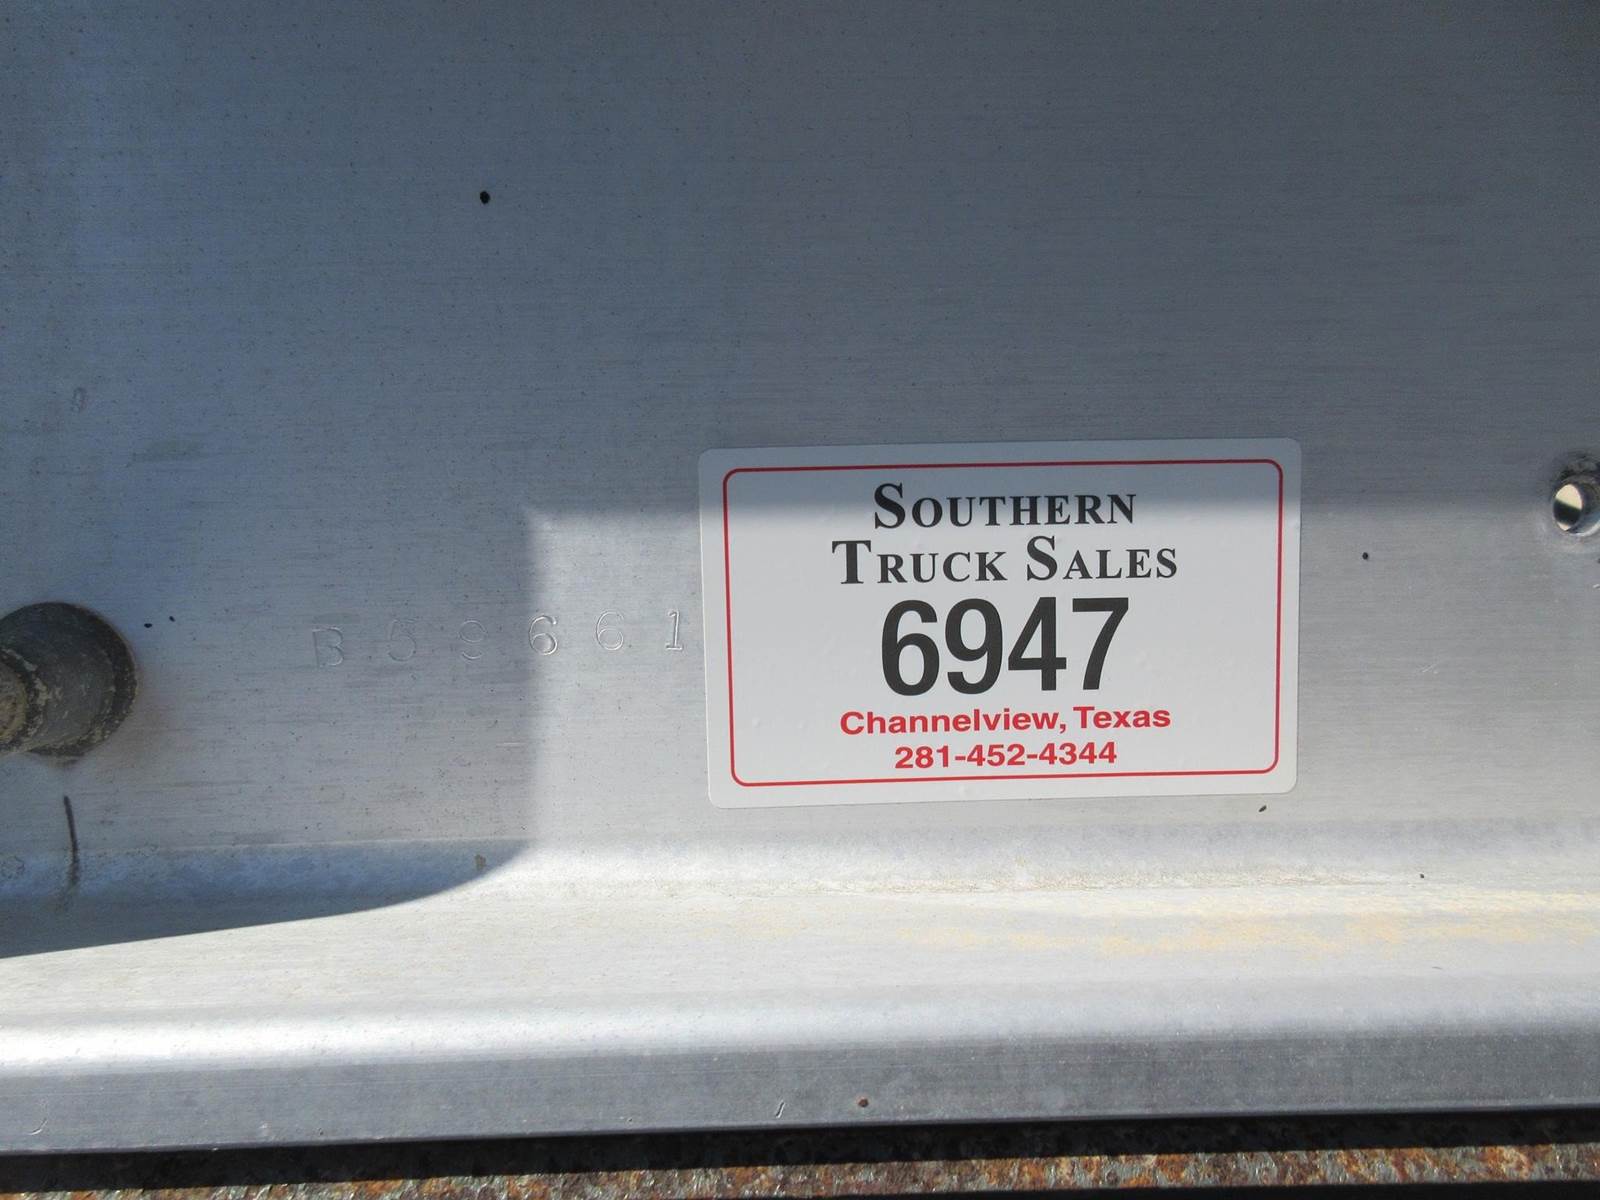 SOUTHERN
TRUCK SALES
6947
Channelview, Texas
281-452-4344
B59661